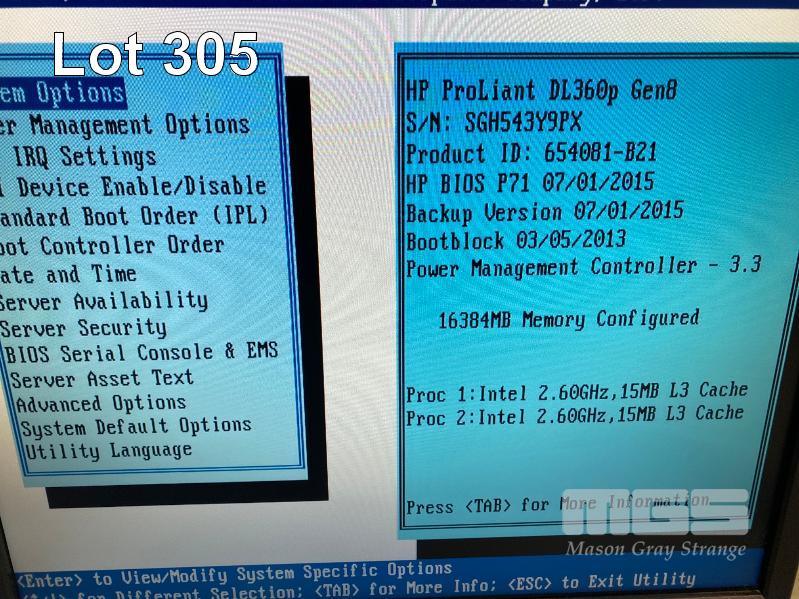 Lot 305
em Options
er Management Options
IRQ Settings
Device Enable/Disable
andard Boot Order (IPL)
oot Controller Order
ate and Time
Server Availability
Server Security
BIOS Serial Console & EMS
Server Asset Text
Advanced Options
System Default Options
Utility Language
HP ProLiant DL360p Gen8
S/N: SGH543Y9PX
Product ID: 654081-B21
HP BIOS P71 07/01/2015
Backup Version 07/01/2015
Bootblock 03/05/2013
Power Management Controller - 3.3
16384MB Memory Configured
Proc 1:Intel 2.60GHz,15MB L3 Cache
Proc 2:Intel 2.60GHz,15MB L3 Cache
Press <TAB> for More Information
MGS
Mason Gray Strange
<Enter> to View/Modify System Specific Options
for Different Selection; <TAB> for More Info; <ESC> to Exit Utility